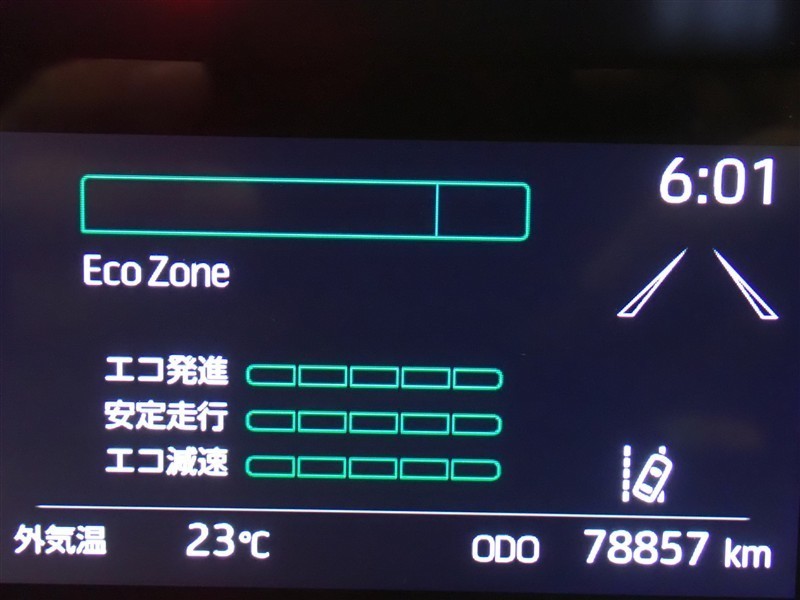 6:01
Eco Zone
エコ発進
安定走行
エコ減速
外気温 23℃ ODO 78857 km